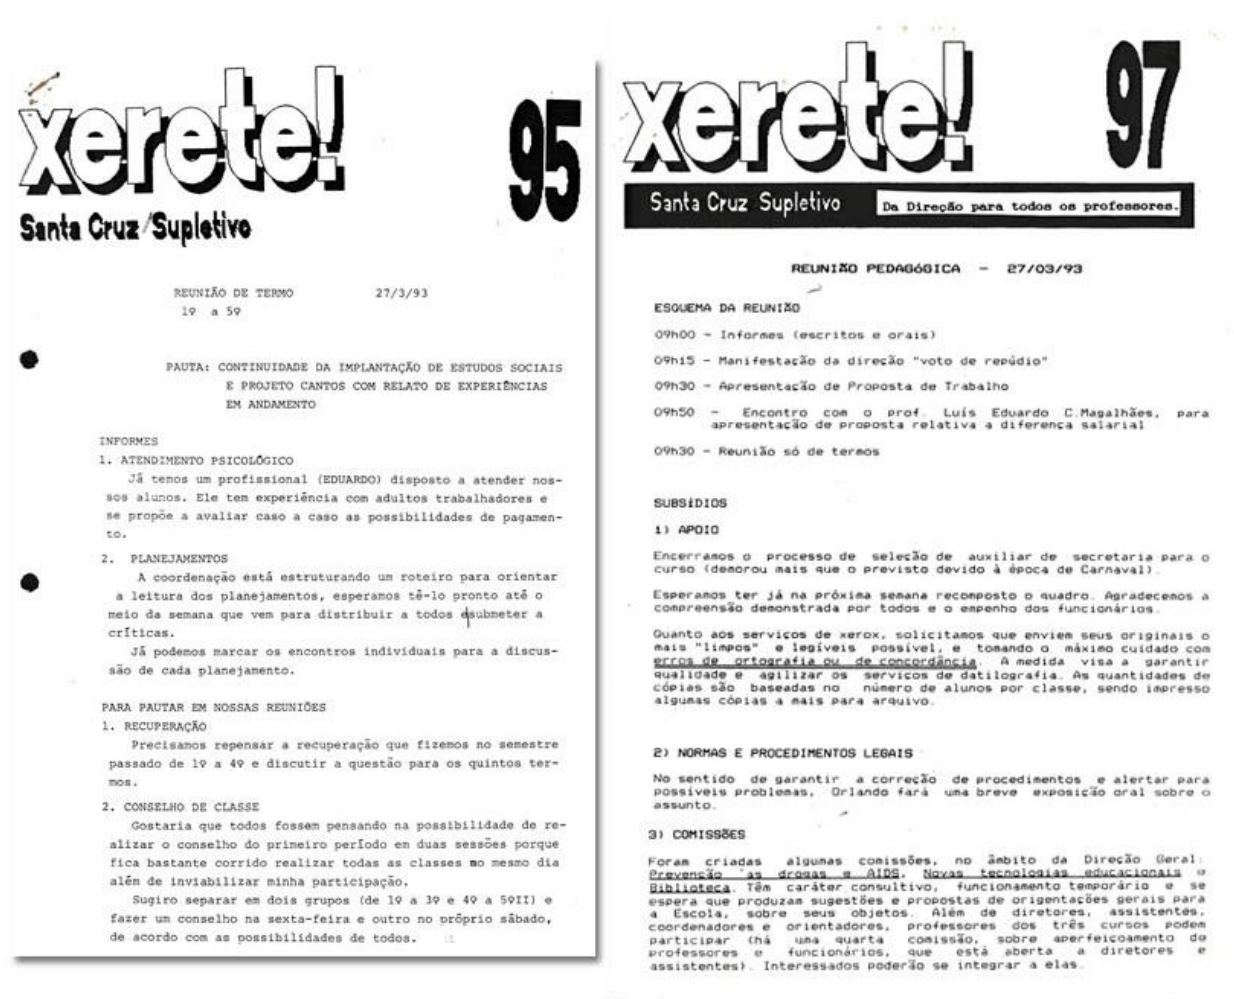 xerete!
95
Santa Cruz Supletivo
REUNIÃO DE TERMO 27/3/93
1º a 5º
PAUTA: CONTINUIDADE DA IMPLANTAÇÃO DE ESTUDOS SOCIAIS
E PROJETO CANTOS COM RELATO DE EXPERIÊNCIAS
EM ANDAMENTO
INFORMES
1. ATENDIMENTO PSICOLÓGICO
Já temos um profissional (EDUARDO) disposto a atender nos-
sos alunos. Ele tem experiência com adultos trabalhadores e
se propõe a avaliar caso a caso as possibilidades de pagamen-
to.
2. PLANEJAMENTOS
A coordenação está estruturando um roteiro para orientar
a leitura dos planejamentos, esperamos tê-lo pronto até o
meio da semana que vem para distribuir a todos e submeter a
críticas.
Já podemos marcar os encontros individuais para a discus-
são de cada planejamento.
PARA PAUTAR EM NOSSAS REUNIÕES
1. RECUPERAÇÃO
Precisamos repensar a recuperação que fizemos no semestre
passado de 1º a 4º e discutir a questão para os quintos ter-
mos.
2. CONSELHO DE CLASSE
Gostaria que todos fossem pensando na possibilidade de re-
alizar o conselho do primeiro período em duas sessões porque
fica bastante corrido realizar todas as classes no mesmo dia
além de inviabilizar minha participação.
Sugiro separar em dois grupos (de 1º a 3º e 4º a 5ºII) e
fazer um conselho na sexta-feira e outro no próprio sábado,
de acordo com as possibilidades de todos.
xerete!
97
Santa Cruz Supletivo
Da Direção para todos os professores.
REUNIÃO PEDAGÓGICA - 27/03/93
ESQUEMA DA REUNIÃO
09h00 - Informes (escritos e orais)
09h15 - Manifestação da direção "voto de repúdio"
09h30 - Apresentação de Proposta de Trabalho
09h50 - Encontro com o prof. Luís Eduardo C.Magalhães, para
apresentação de proposta relativa a diferença salarial
09h30 - Reunião só de termos
SUBSÍDIOS
1) APOIO
Encerramos o processo de seleção de auxiliar de secretaria para o
curso (demorou mais que o previsto devido à época de Carnaval).
Esperamos ter já na próxima semana recomposto o quadro. Agradecemos a
compreensão demonstrada por todos e o empenho dos funcionários.
Quanto aos serviços de xerox, solicitamos que enviem seus originais o
mais "limpos" e legíveis possível, e tomando o máximo cuidado com
erros de ortografia ou de concordância. A medida visa a garantir
qualidade e agilizar os serviços de datilografia. As quantidades de
cópias são baseadas no número de alunos por classe, sendo impresso
algumas cópias a mais para arquivo.
2) NORMAS E PROCEDIMENTOS LEGAIS
No sentido de garantir a correção de procedimentos e alertar para
possíveis problemas, Orlando fará uma breve exposição oral sobre o
assunto.
3) COMISSÕES
Foram criadas algumas comissões, no âmbito da Direção Geral:
Prevenção às drogas e AIDS, Novas tecnologias educacionais e
Biblioteca. Têm caráter consultivo, funcionamento temporário e se
espera que produzam sugestões e propostas de origentações gerais para
a Escola, sobre seus objetos. Além de diretores, assistentes,
coordenadores e orientadores, professores dos três cursos podem
participar (há uma quarta comissão, sobre aperfeicoamento de
professores e funcionários, que está aberta a diretores e
assistentes). Interessados poderão se integrar a elas.